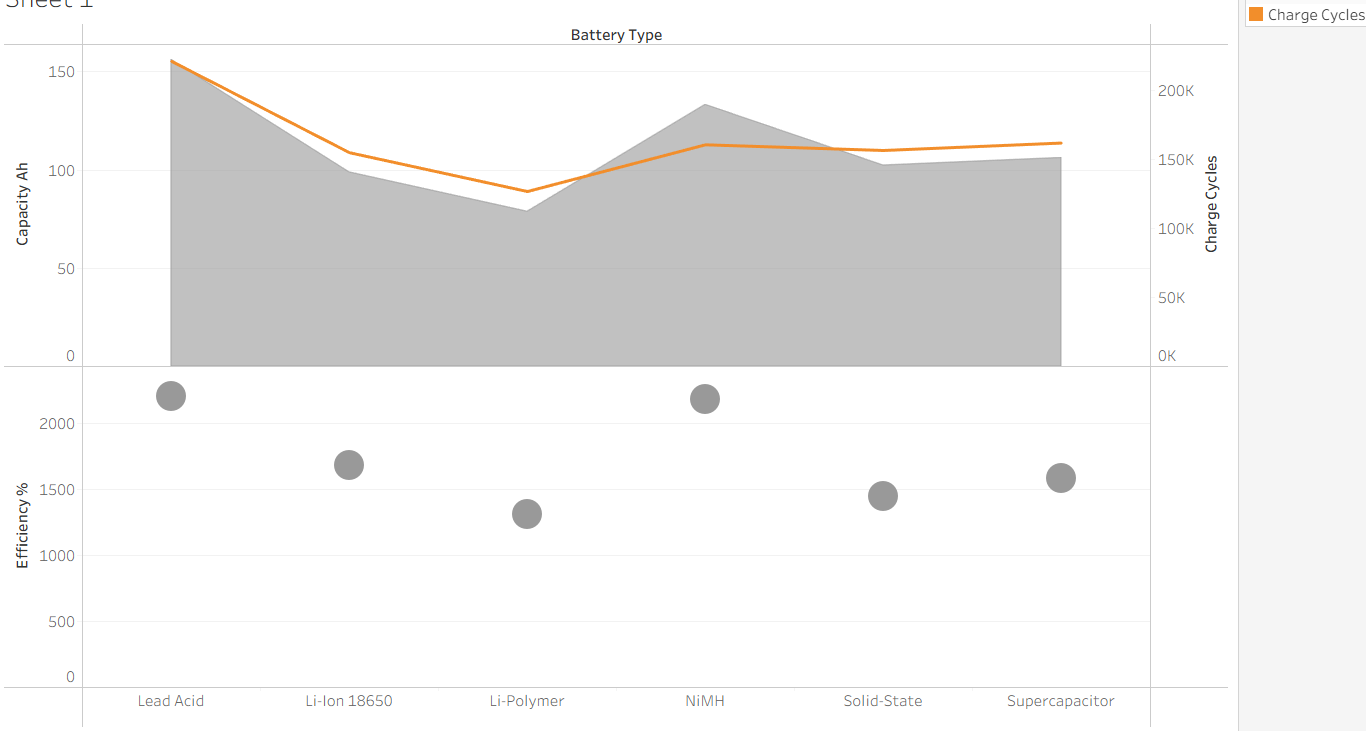 Sheet 1
Charge Cycles
Battery Type
150
100
50
0
Capacity Ah
200K
150K
100K
50K
0K
Charge Cycles
2000
1500
1000
500
0
Efficiency %
Lead Acid
Li-Ion 18650
Li-Polymer
NiMH
Solid-State
Supercapacitor